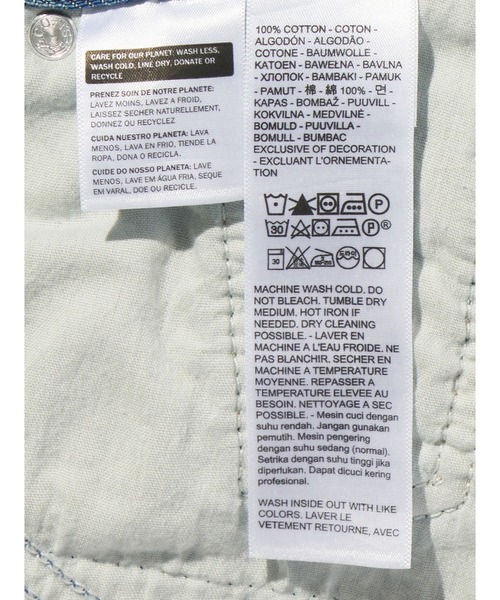 CARE FOR OUR PLANET: WASH LESS,
WASH COLD, LINE DRY, DONATE OR
RECYCLE
PRENEZ SOIN DE NOTRE PLANETE:
LAVEZ MOINS, LAVEZ A FROID,
LAISSEZ SECHER NATURELLEMENT,
DONNEZ OU RECYCLEZ
CUIDA NUESTRO PLANETA: LAVA
MENOS, LAVA EN FRIO, TIENDE LA
ROPA, DONA O RECICLA.
CUIDE DO NOSSO PLANETA: LAVE
MENOS, LAVE EM ÁGUA FRIA, SEQUE
EM VARAL, DOE OU RECICLE.
100% COTTON - COTON -
ALGODÓN - ALGODÃO -
COTONE - BAUMWOLLE -
KATOEN - BAWEŁNA - BAVLNA
- ХЛОПОК - BAMBAKI - PAMUK
- PAMUT - 棉 - 綿 100% - 면 -
KAPAS - BOMBAŽ - PUUVILL -
KOKVILNA - MEDVILNĖ -
BOMULD - PUUVILLA -
BOMULL - BUMBAC
EXCLUSIVE OF DECORATION
- EXCLUANT L'ORNEMENTA-
TION
P
30 P®
30
MACHINE WASH COLD. DO
NOT BLEACH. TUMBLE DRY
MEDIUM. HOT IRON IF
NEEDED. DRY CLEANING
POSSIBLE. - LAVER EN
MACHINE A L'EAU FROIDE. NE
PAS BLANCHIR. SECHER EN
MACHINE A TEMPERATURE
MOYENNE. REPASSER A
TEMPERATURE ELEVEE AU
BESOIN. NETTOYAGE A SEC
POSSIBLE. - Mesin cuci dengan
suhu rendah. Jangan gunakan
pemutih. Mesin pengering
dengan suhu sedang (normal).
Setrika dengan suhu tinggi jika
diperlukan. Dapat dicuci kering
profesional.
WASH INSIDE OUT WITH LIKE
COLORS. LAVER LE
VETEMENT RETOURNE, AVEC